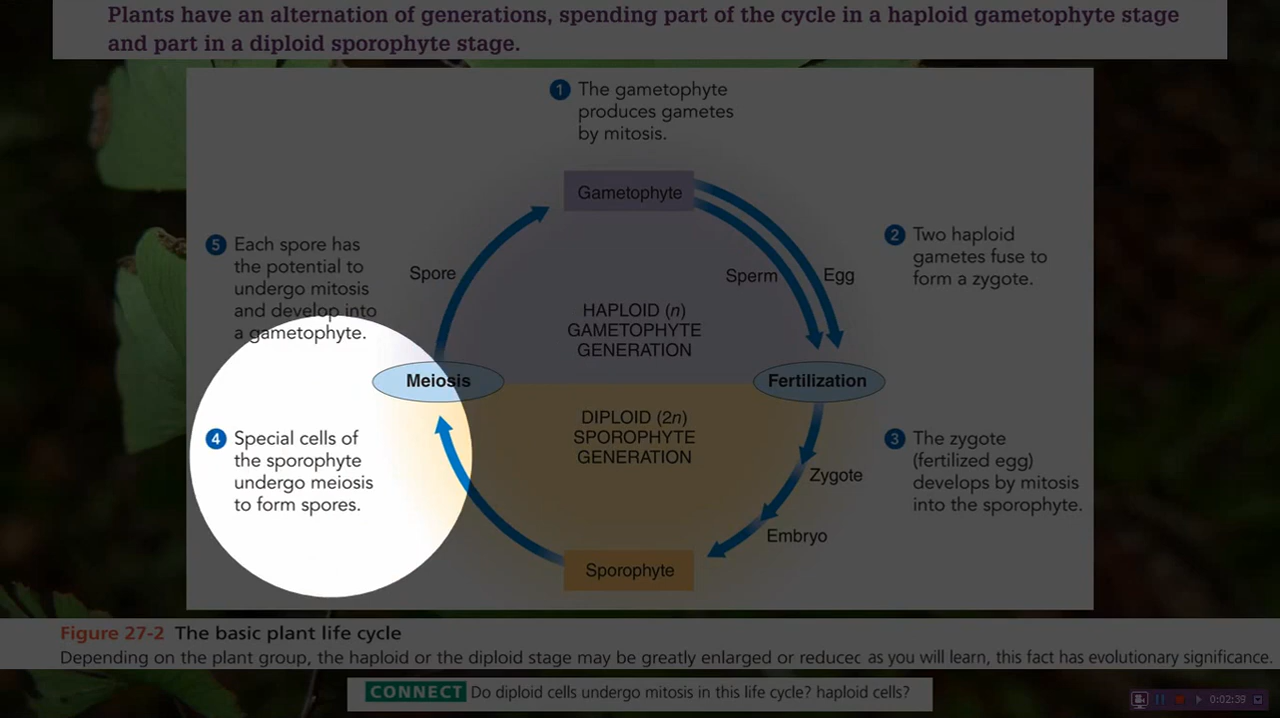 Plants have an alternation of generations, spending part of the cycle in a haploid gametophyte stage
and part in a diploid sporophyte stage.
1 The gametophyte
produces gametes
by mitosis.
Gametophyte
5 Each spore has
the potential to
undergo mitosis
and develop into
a gametophyte.
Spore
Sperm
Egg
2 Two haploid
gametes fuse to
form a zygote.
HAPLOID (n)
GAMETOPHYTE
GENERATION
Meiosis
Fertilization
DIPLOID (2n)
SPOROPHYTE
GENERATION
4 Special cells of
the sporophyte
undergo meiosis
to form spores.
3 The zygote
(fertilized egg)
develops by mitosis
into the sporophyte.
Zygote
Embryo
Sporophyte
Figure 27-2 The basic plant life cycle
Depending on the plant group, the haploid or the diploid stage may be greatly enlarged or reduced as you will learn, this fact has evolutionary significance.
CONNECT Do diploid cells undergo mitosis in this life cycle? haploid cells?
0:02:39